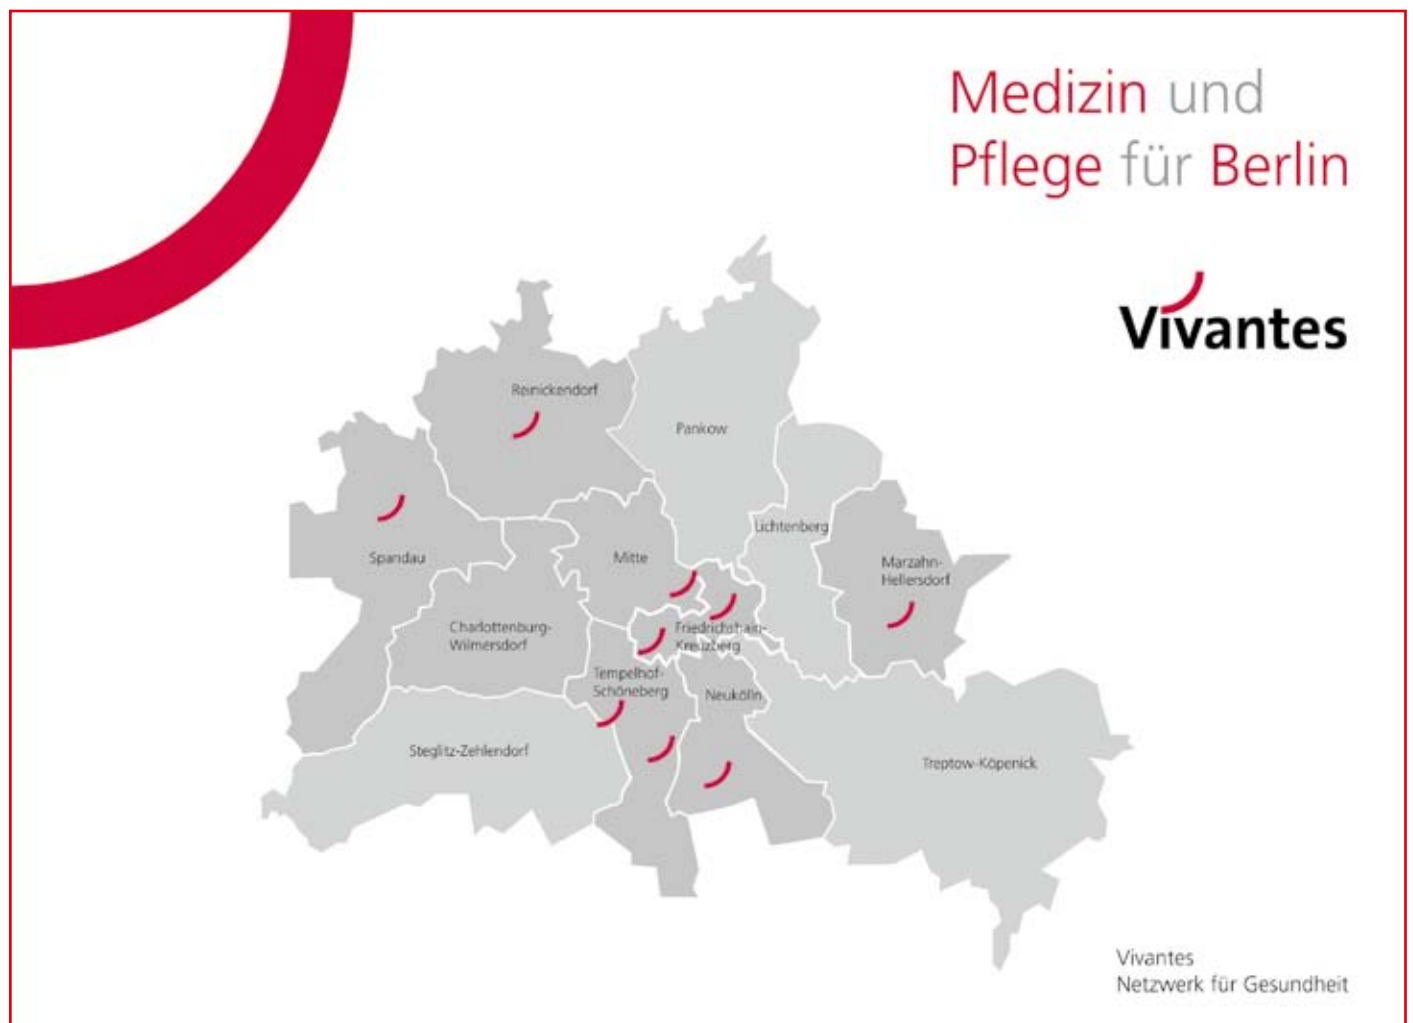 Medizin und
Pflege für Berlin
Vivantes
Reinickendorf
Pankow
Lichtenberg
Spandau
Mitte
Marzahn-
Hellersdorf
Charlottenburg-
Wilmersdorf
Friedrichshain-
Kreuzberg
Tempelhof-
Schöneberg
Neukölln
Steglitz-Zehlendorf
Treptow-Köpenick
Vivantes
Netzwerk für Gesundheit